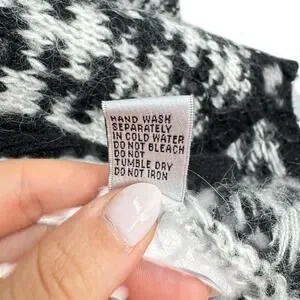 HAND WASH
SEPARATELY
IN COLD WATER
DO NOT BLEACH
DO NOT
TUMBLE DRY
DO NOT IRON